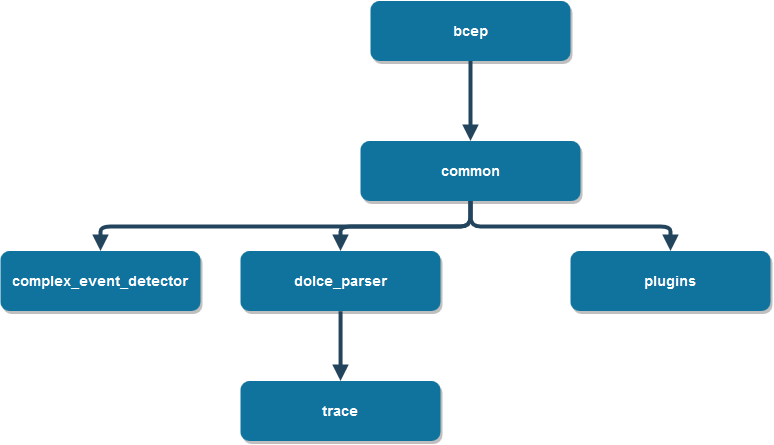 bcep
common
complex_event_detector
dolce_parser
plugins
trace